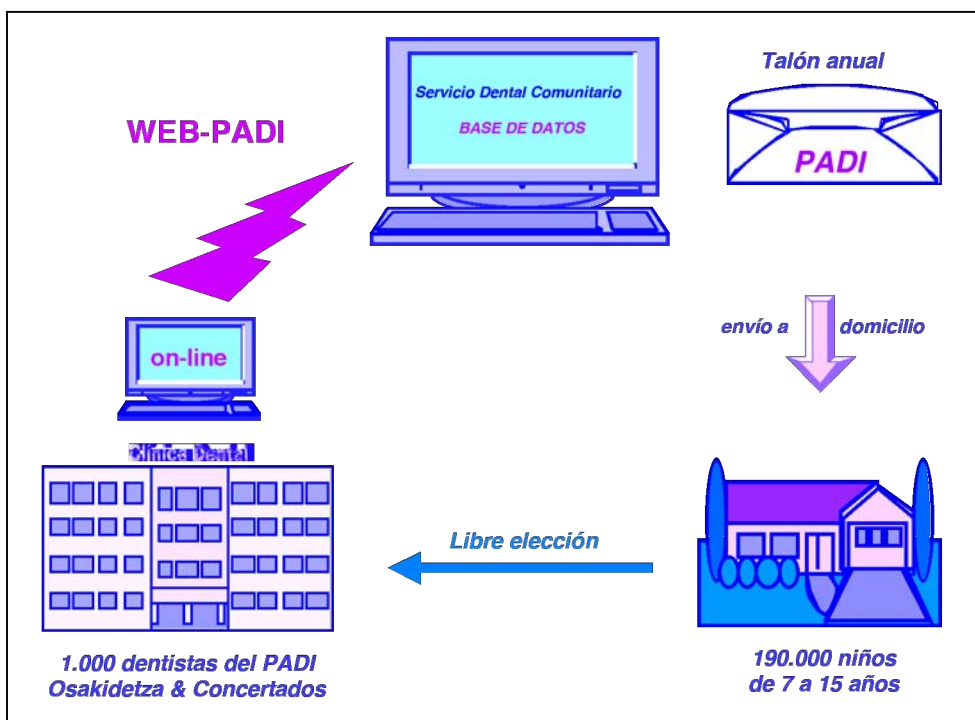 Talón anual
Servicio Dental Comunitario
BASE DE DATOS
WEB-PADI
PADI
envío a domicilio
on-line
Clínica Dental
Libre elección
1.000 dentistas del PADI
Osakidetza & Concertados
190.000 niños
de 7 a 15 años